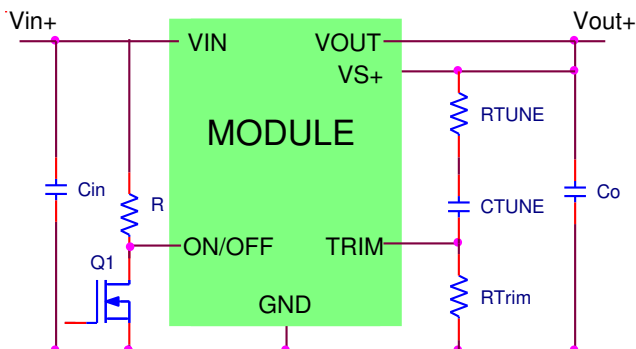 Vin+
Vout+
VIN
VOUT
VS+
RTUNE
MODULE
Cin
R
CTUNE
Co
ON/OFF
TRIM
Q1
GND
RTrim